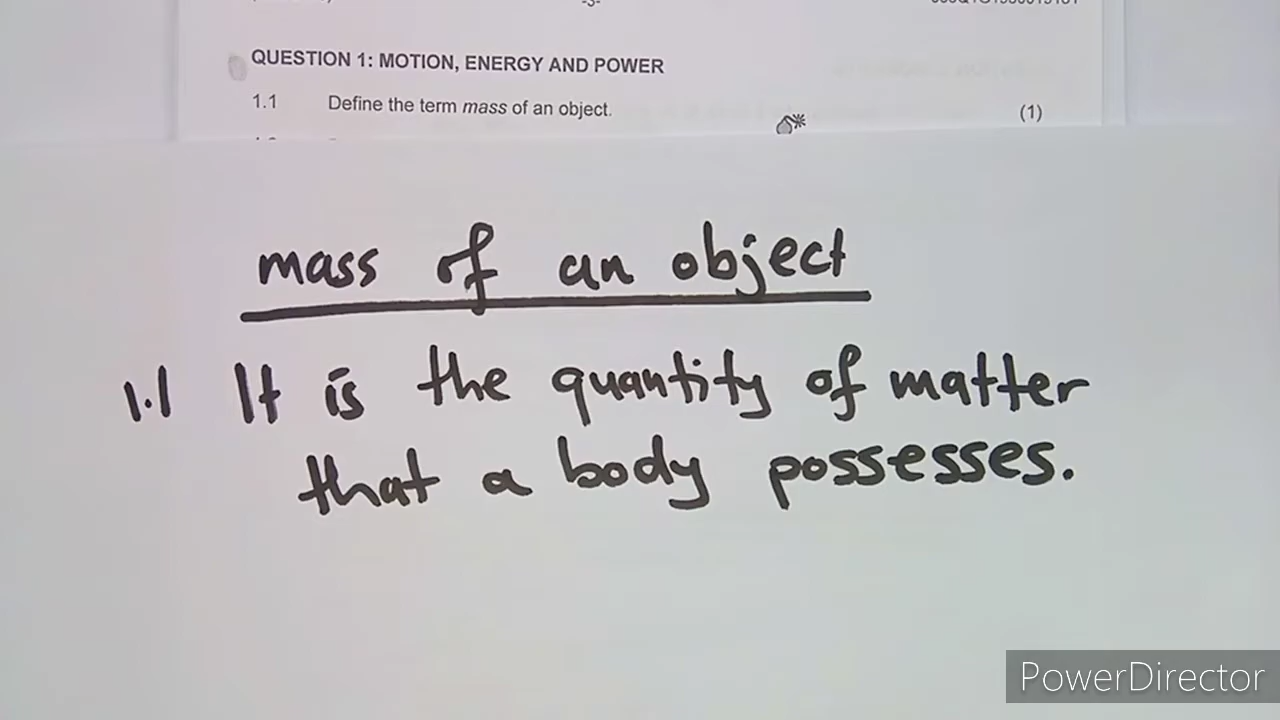 -3-
QUESTION 1: MOTION, ENERGY AND POWER
1.1 Define the term mass of an object. (1)
mass of an object
1.1 It is the quantity of matter
that a body possesses.
PowerDirector